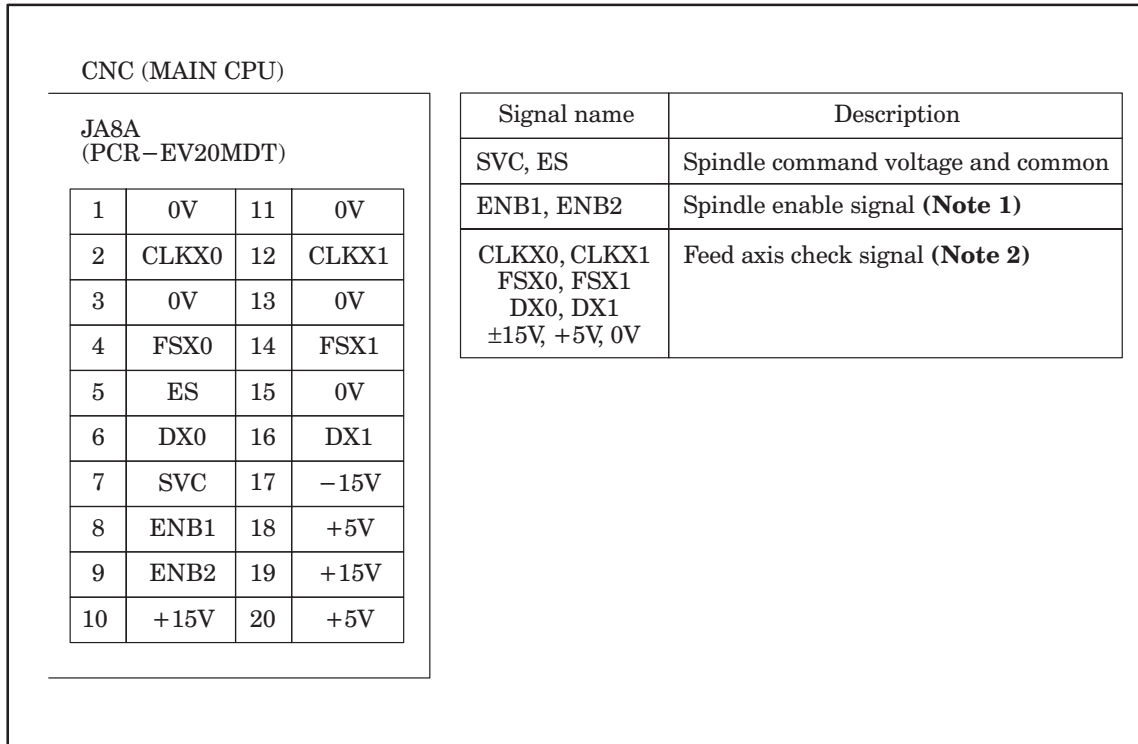 CNC (MAIN CPU)
JA8A
(PCR−EV20MDT)
1 0V 11 0V
2 CLKX0 12 CLKX1
3 0V 13 0V
4 FSX0 14 FSX1
5 ES 15 0V
6 DX0 16 DX1
7 SVC 17 −15V
8 ENB1 18 +5V
9 ENB2 19 +15V
10 +15V 20 +5V
Signal name Description
SVC, ES Spindle command voltage and common
ENB1, ENB2 Spindle enable signal (Note 1)
CLKX0, CLKX1 Feed axis check signal (Note 2)
FSX0, FSX1
DX0, DX1
±15V, +5V, 0V